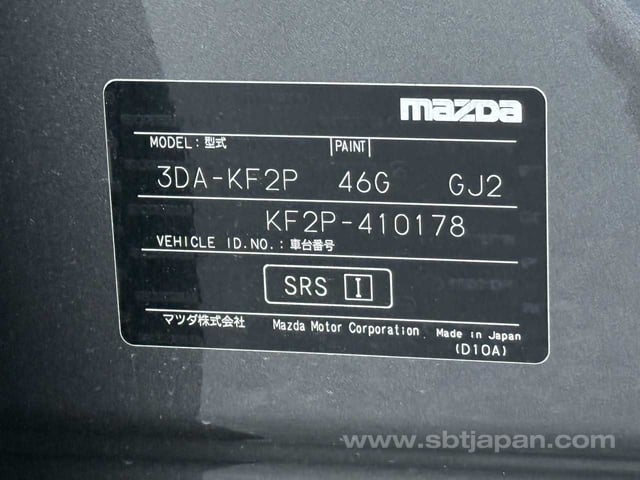 mazda
MODEL: 型式 PAINT
3DA-KF2P 46G GJ2
KF2P-410178
VEHICLE ID.NO.: 車台番号
SRS I
マツダ株式会社 Mazda Motor Corporation Made in Japan
(D10A)
www.sbtjapan.com